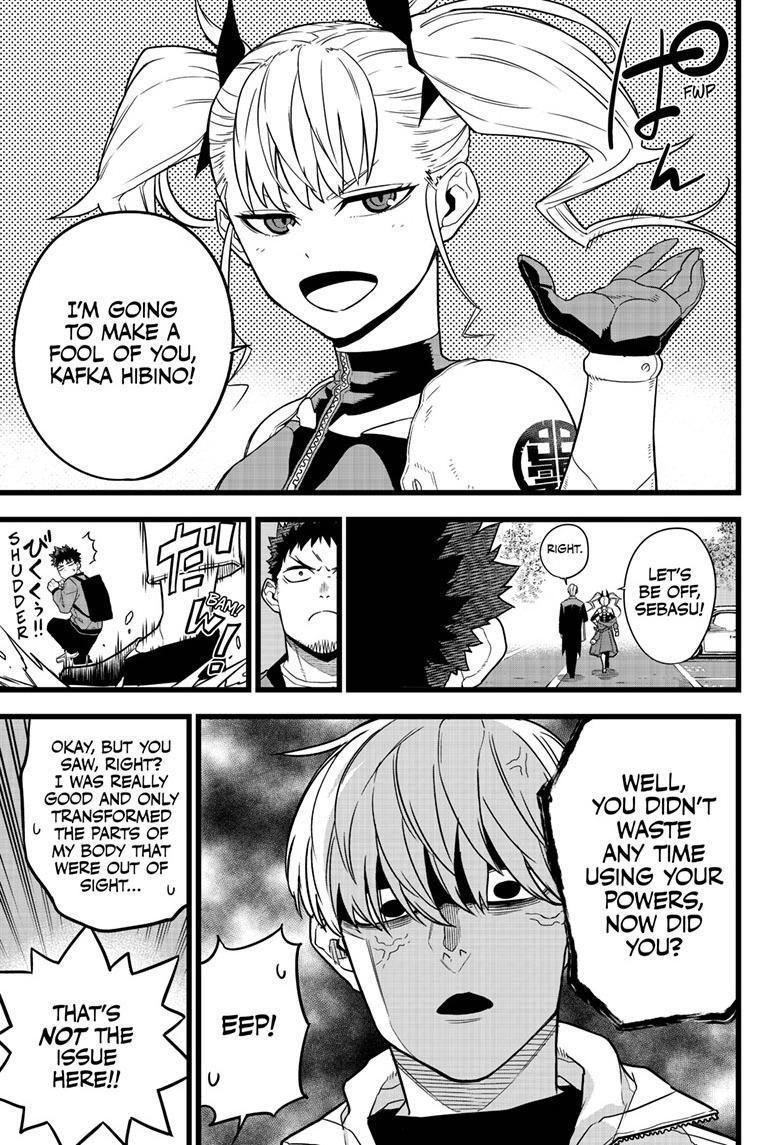 ぱん
FWP
I'M GOING
TO MAKE A
FOOL OF YOU,
KAFKA HIBINO!
LET'S
BE OFF,
SEBASU!
RIGHT.
BAM!
びくぅ!!
SHUDDER
WELL,
YOU DIDN'T
WASTE
ANY TIME
USING YOUR
POWERS,
NOW DID
YOU?
EEP!
OKAY, BUT YOU
SAW, RIGHT?
I WAS REALLY
GOOD AND ONLY
TRANSFORMED
THE PARTS OF
MY BODY THAT
WERE OUT OF
SIGHT...
THAT'S
NOT THE
ISSUE
HERE!!